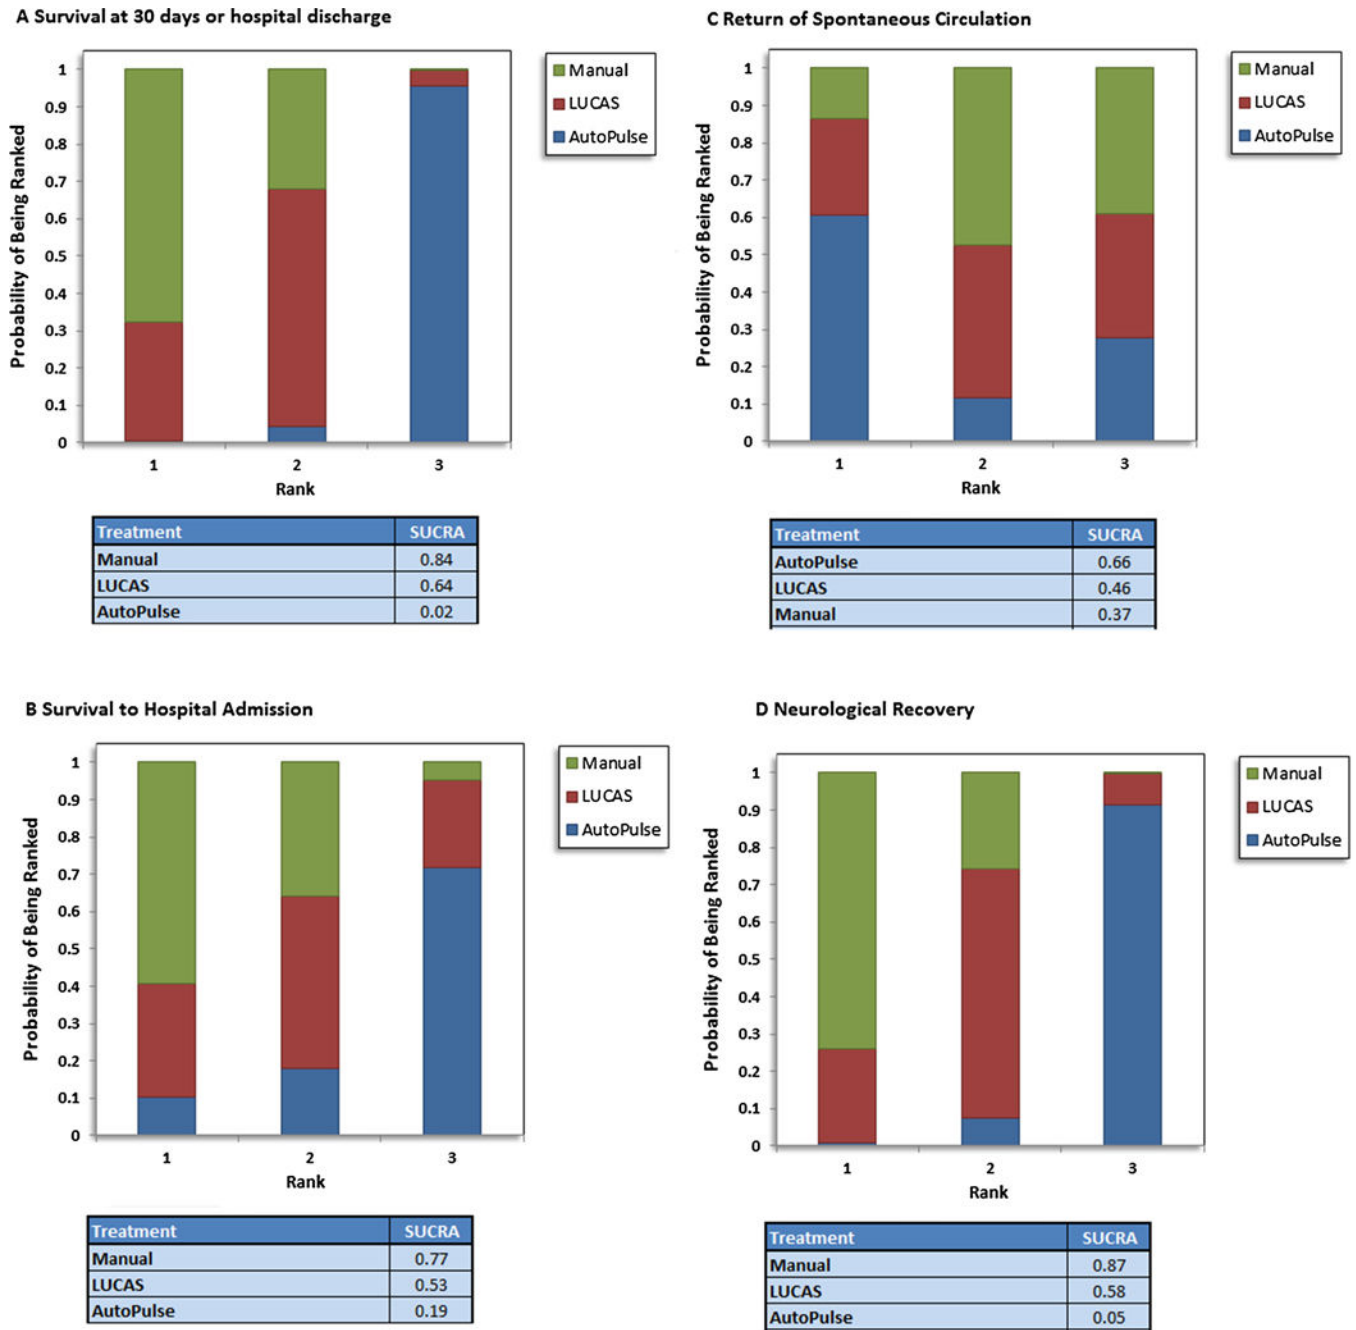 A Survival at 30 days or hospital discharge
Probability of Being Ranked
1
0.9
0.8
0.7
0.6
0.5
0.4
0.3
0.2
0.1
0
1 2 3
Rank
Manual
LUCAS
AutoPulse
Treatment SUCRA
Manual 0.84
LUCAS 0.64
AutoPulse 0.02
C Return of Spontaneous Circulation
Probability of Being Ranked
1
0.9
0.8
0.7
0.6
0.5
0.4
0.3
0.2
0.1
0
1 2 3
Rank
Manual
LUCAS
AutoPulse
Treatment SUCRA
AutoPulse 0.66
LUCAS 0.46
Manual 0.37
B Survival to Hospital Admission
Probability of Being Ranked
1
0.9
0.8
0.7
0.6
0.5
0.4
0.3
0.2
0.1
0
1 2 3
Rank
Manual
LUCAS
AutoPulse
Treatment SUCRA
Manual 0.77
LUCAS 0.53
AutoPulse 0.19
D Neurological Recovery
Probability of Being Ranked
1
0.9
0.8
0.7
0.6
0.5
0.4
0.3
0.2
0.1
0
1 2 3
Rank
Manual
LUCAS
AutoPulse
Treatment SUCRA
Manual 0.87
LUCAS 0.58
AutoPulse 0.05